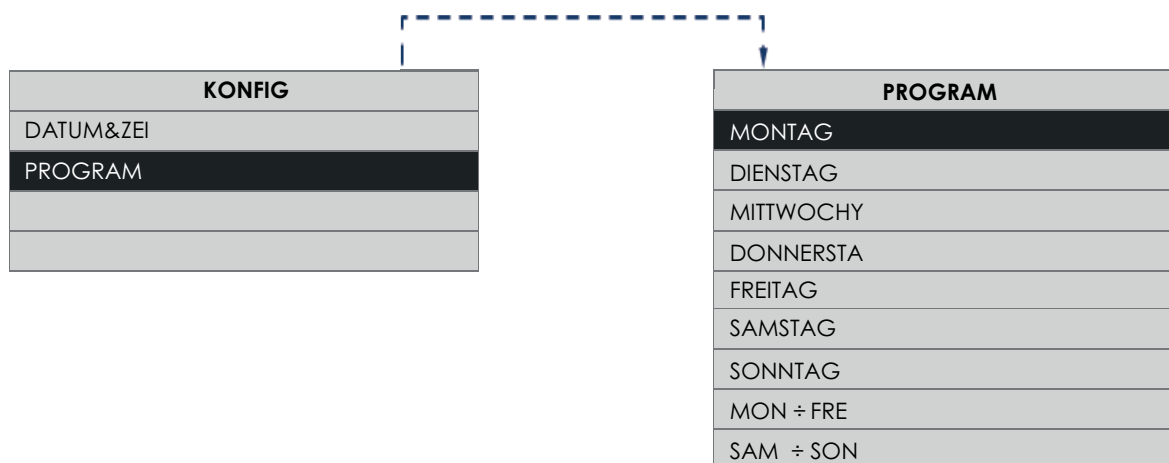 KONFIG
DATUM&ZEI
PROGRAM
PROGRAM
MONTAG
DIENSTAG
MITTWOCHY
DONNERSTA
FREITAG
SAMSTAG
SONNTAG
MON ÷ FRE
SAM ÷ SON